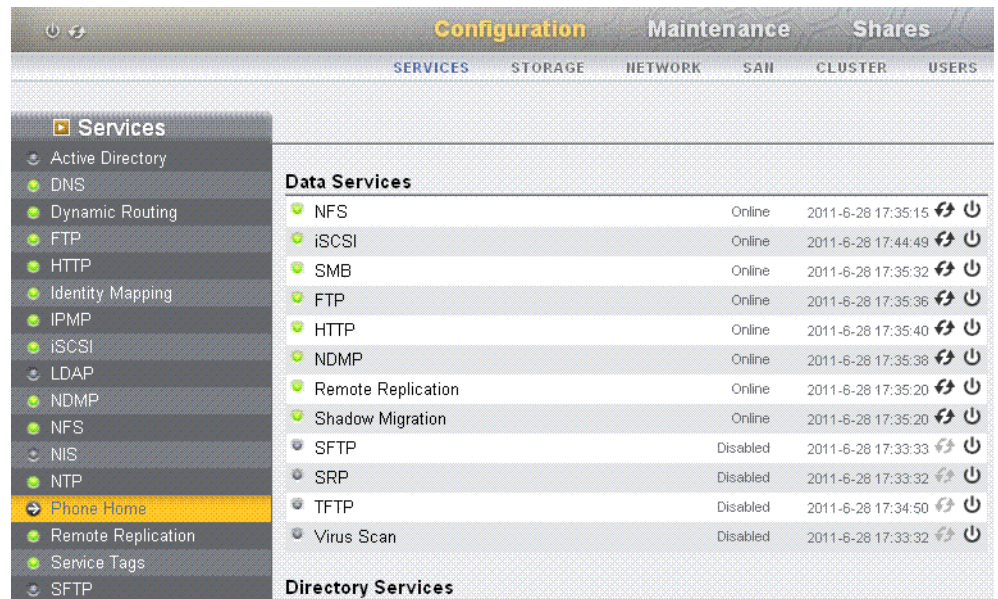 Configuration Maintenance Shares
SERVICES STORAGE NETWORK SAN CLUSTER USERS
Services
Active Directory
DNS
Dynamic Routing
FTP
HTTP
Identity Mapping
IPMP
iSCSI
LDAP
NDMP
NFS
NIS
NTP
Phone Home
Remote Replication
Service Tags
SFTP
Data Services
NFS Online 2011-6-28 17:35:15
iSCSI Online 2011-6-28 17:44:49
SMB Online 2011-6-28 17:35:32
FTP Online 2011-6-28 17:35:36
HTTP Online 2011-6-28 17:35:40
NDMP Online 2011-6-28 17:35:38
Remote Replication Online 2011-6-28 17:35:20
Shadow Migration Online 2011-6-28 17:35:20
SFTP Disabled 2011-6-28 17:33:33
SRP Disabled 2011-6-28 17:33:32
TFTP Disabled 2011-6-28 17:34:50
Virus Scan Disabled 2011-6-28 17:33:32
Directory Services